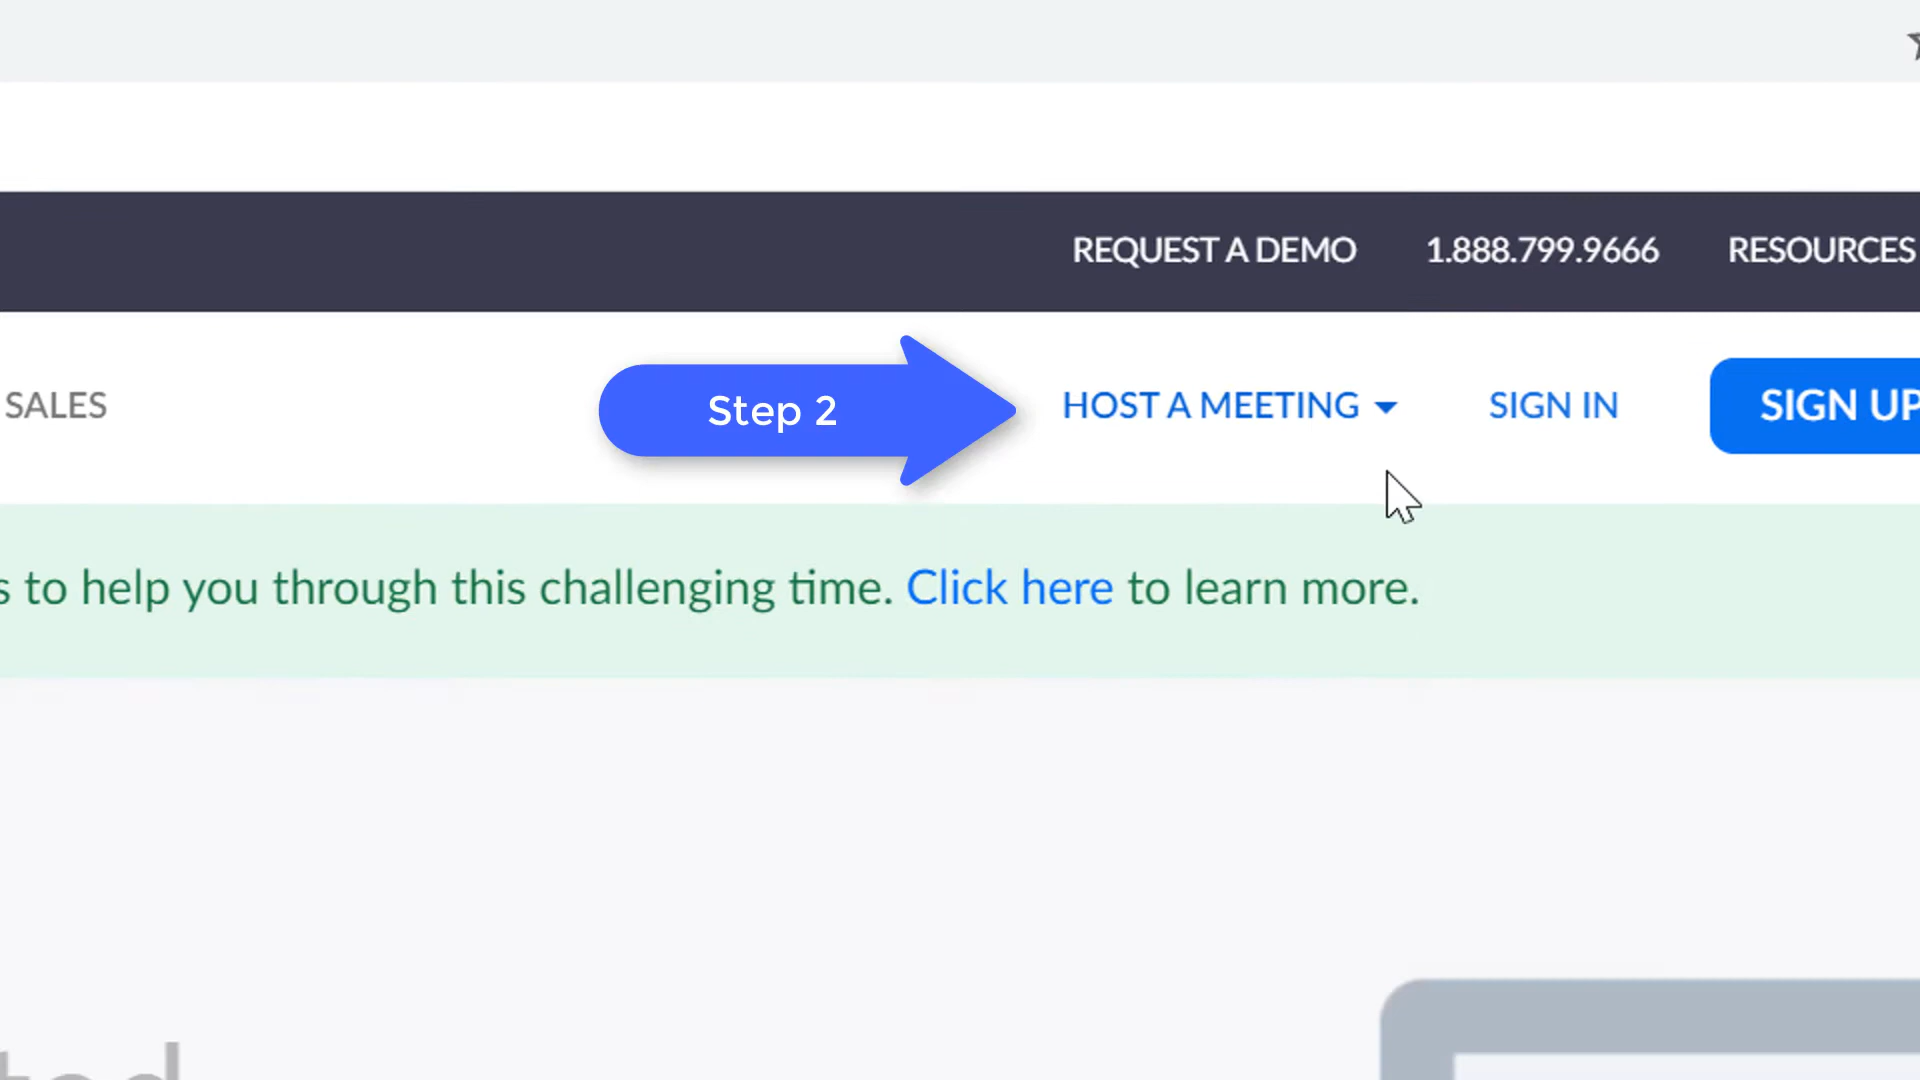 REQUEST A DEMO 1.888.799.9666 RESOURCES
SALES Step 2 HOST A MEETING SIGN IN SIGN UP
s to help you through this challenging time. Click here to learn more.